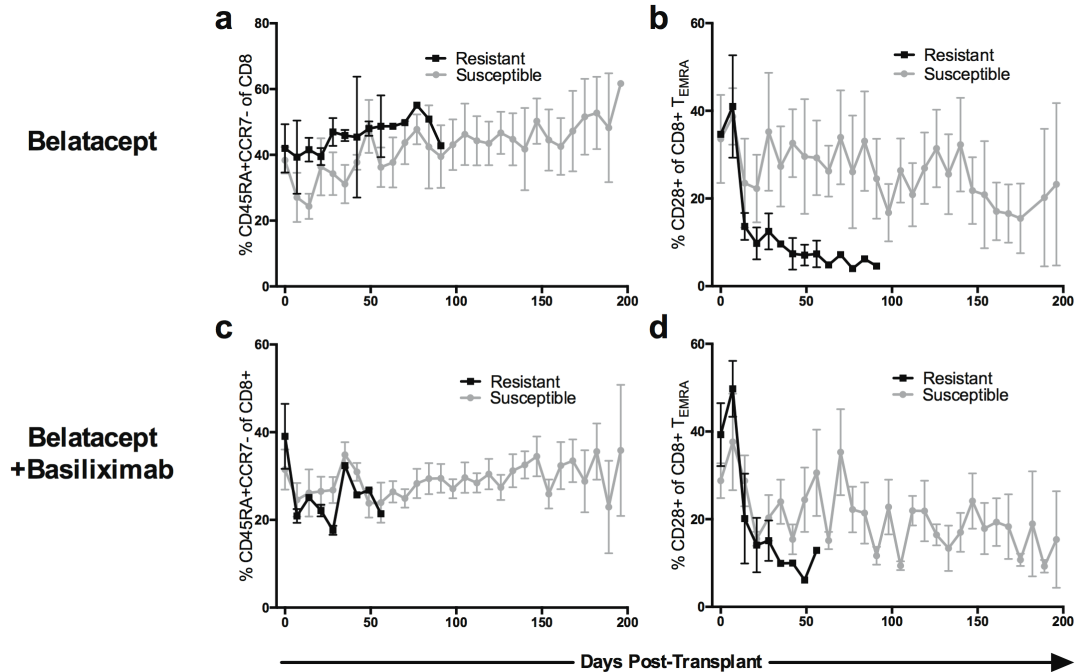 a
80
60
40
20
0
% CD45RA+CCR7- of CD8
Resistant
Susceptible
0 50 100 150 200
b
60
40
20
0
% CD28+ of CD8+ TEMRA
Resistant
Susceptible
0 50 100 150 200
Belatacept
c
60
40
20
0
% CD45RA+CCR7- of CD8+
Resistant
Susceptible
0 50 100 150 200
d
60
40
20
0
% CD28+ of CD8+ TEMRA
Resistant
Susceptible
0 50 100 150 200
Belatacept
+Basiliximab
Days Post-Transplant